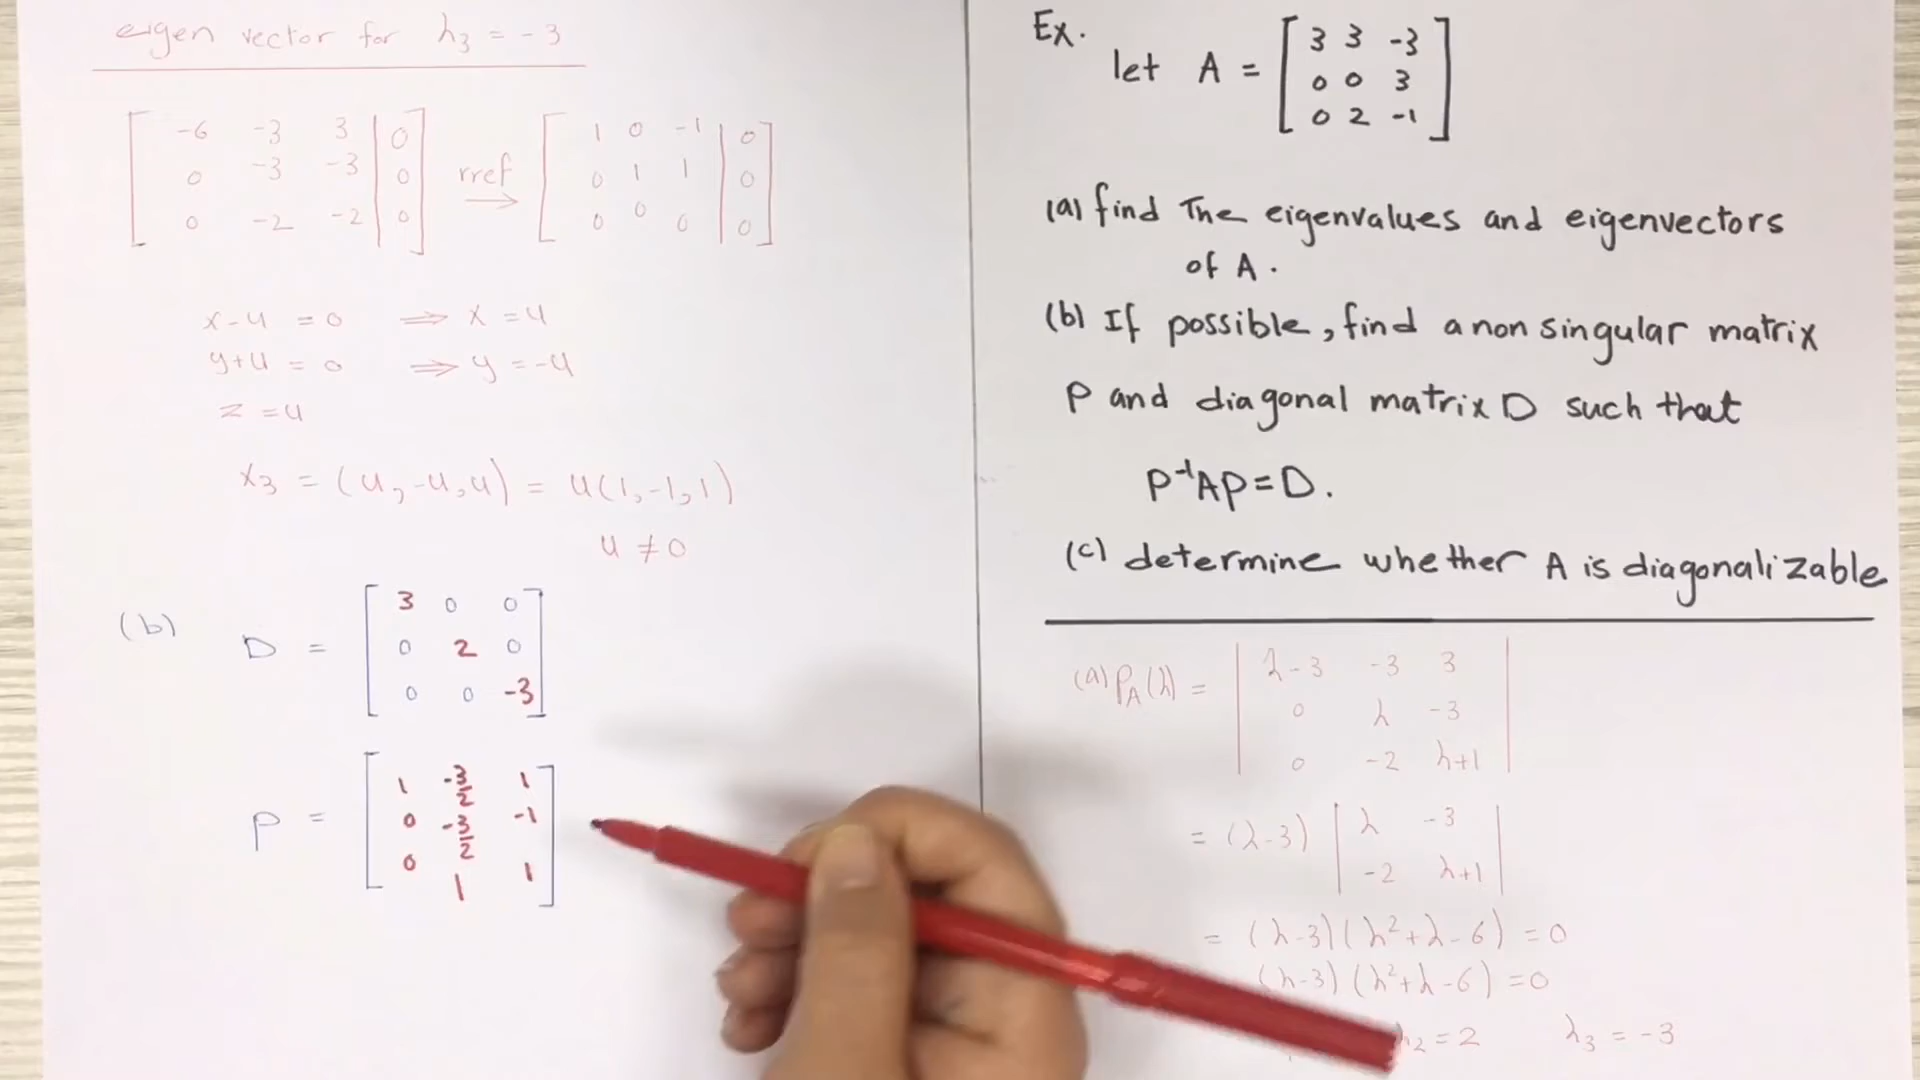 eigen vector for λ3 = -3
[ -6 -3 3 | 0 ] [ 1 0 -1 | 0 ]
[ 0 -3 -3 | 0 ] rref → [ 0 1 1 | 0 ]
[ 0 -2 -2 | 0 ] [ 0 0 0 | 0 ]
x-u = 0 ⟹ x = u
y+u = 0 ⟹ y = -u
z = u
x3 = (u, -u, u) = u(1, -1, 1)
u ≠ 0
(b) D = [ 3 0 0 ]
[ 0 2 0 ]
[ 0 0 -3 ]
P = [ 1 -3/2 1 ]
[ 0 -3/2 -1 ]
[ 0 1 1 ]
Ex.
let A = [ 3 3 -3 ]
[ 0 0 3 ]
[ 0 2 -1 ]
(a) find The eigenvalues and eigenvectors
of A.
(b) If possible, find a non singular matrix
P and diagonal matrix D such that
P⁻¹AP = D.
(c) determine whether A is diagonalizable
(a) PA(λ) = | λ-3 -3 3 |
| 0 λ -3 |
| 0 -2 λ+1 |
= (λ-3) | λ -3 |
| -2 λ+1 |
= (λ-3)(λ²+λ-6) = 0
(λ-3)(λ²+λ-6) = 0
λ2 = 2 λ3 = -3